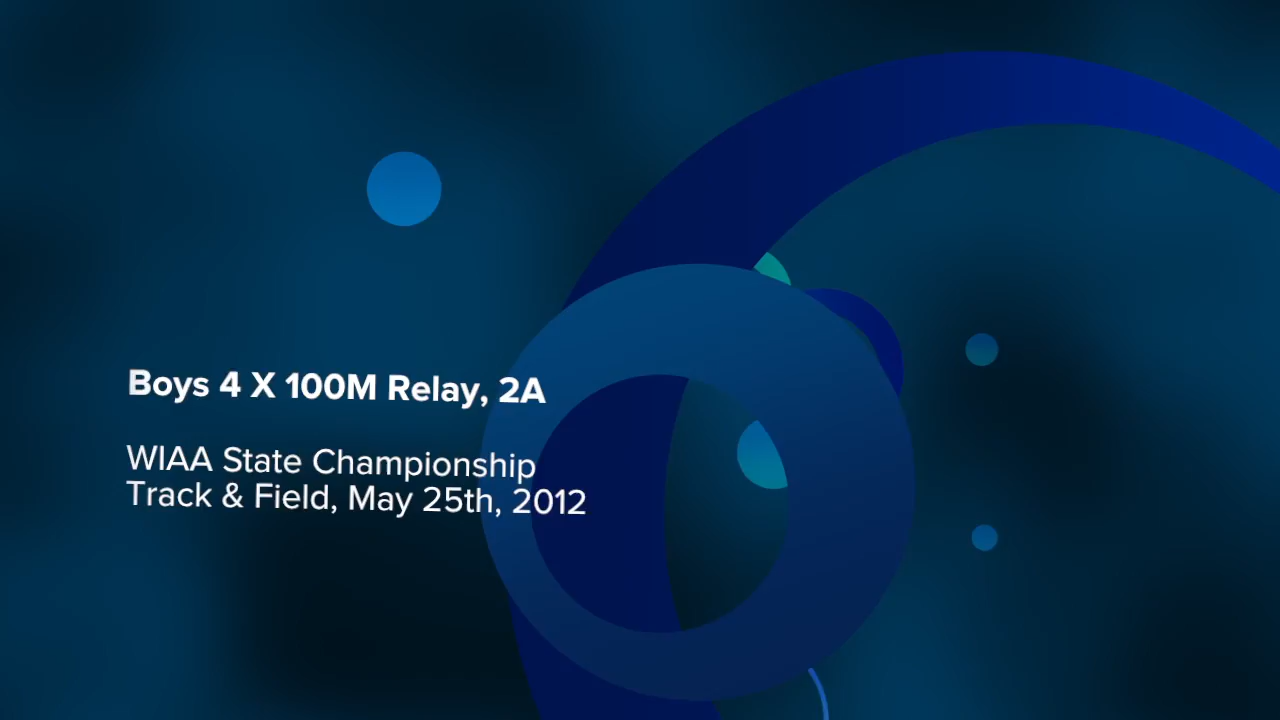 Boys 4 X 100M Relay, 2A
WIAA State Championship
Track & Field, May 25th, 2012